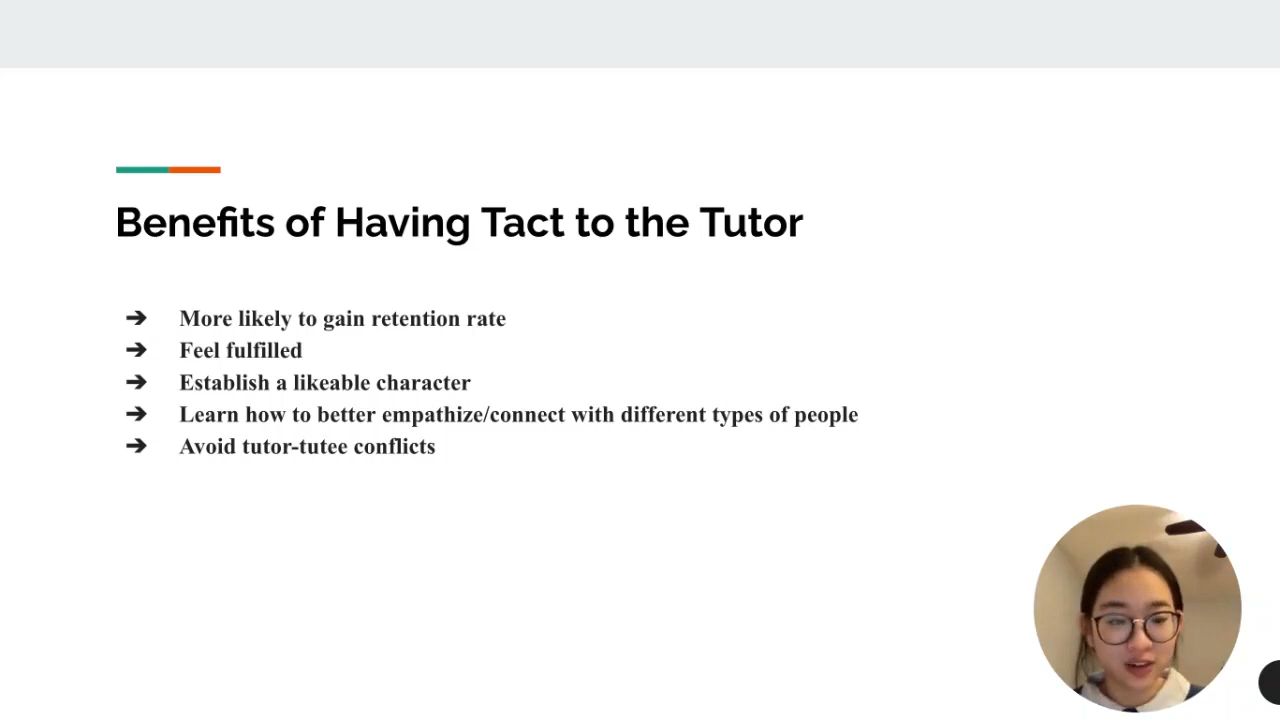 Benefits of Having Tact to the Tutor
➔ More likely to gain retention rate
➔ Feel fulfilled
➔ Establish a likeable character
➔ Learn how to better empathize/connect with different types of people
➔ Avoid tutor-tutee conflicts